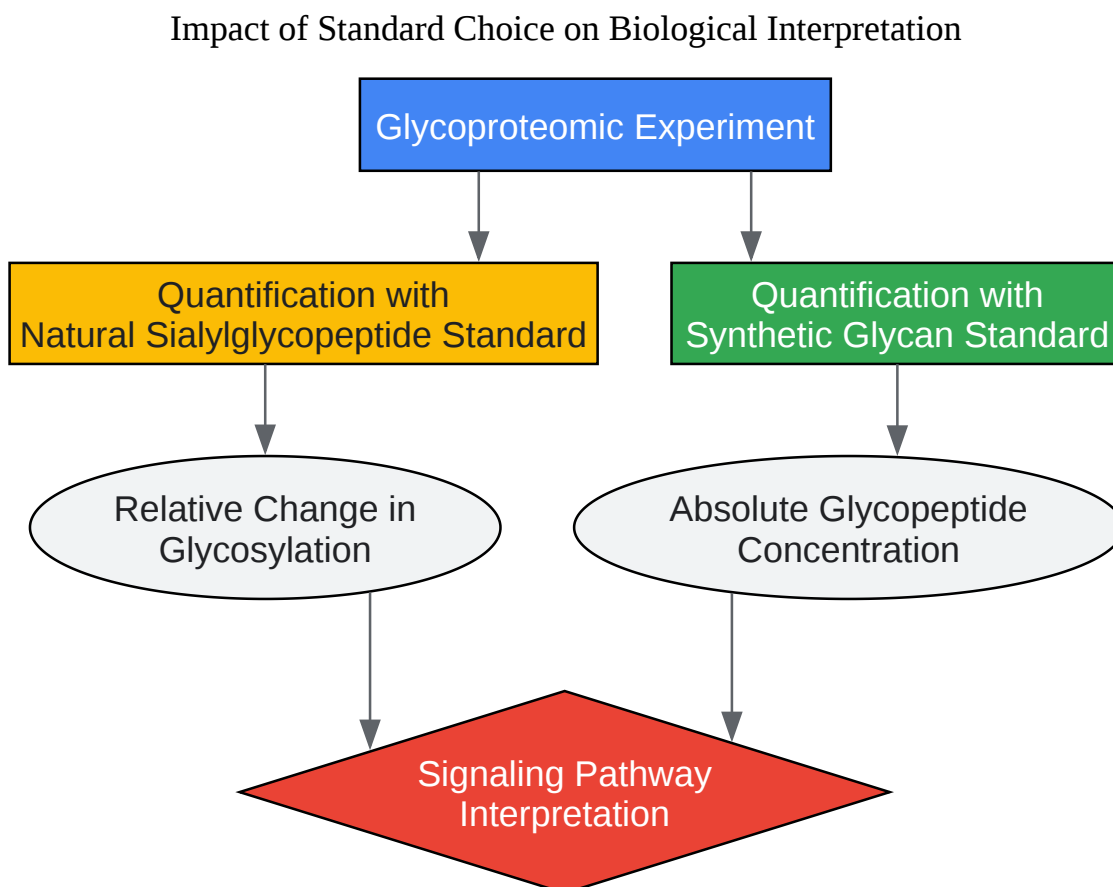 Impact of Standard Choice on Biological Interpretation
Glycoproteomic Experiment
Quantification with
Natural Sialylglycopeptide Standard
Quantification with
Synthetic Glycan Standard
Relative Change in
Glycosylation
Absolute Glycopeptide
Concentration
Signaling Pathway
Interpretation